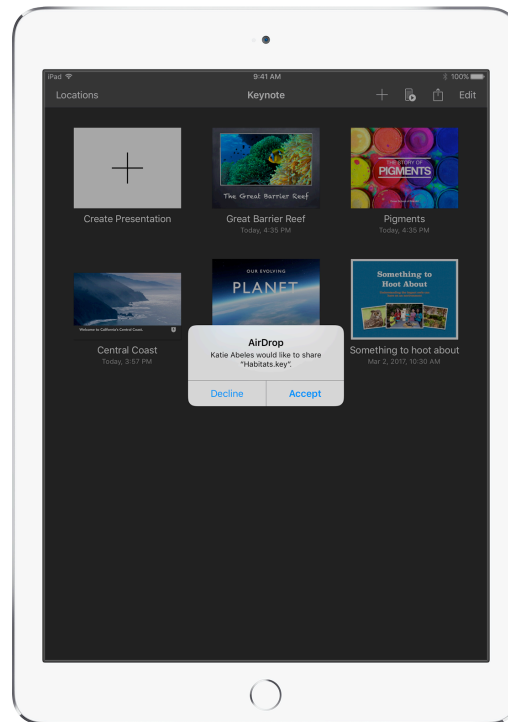 iPad 9:41 AM 100%
Locations Keynote Edit
THE STORY OF
PIGMENTS
The Great Barrier Reef
Create Presentation
Great Barrier Reef
Today, 4:35 PM
Pigments
Today, 4:35 PM
OUR EVOLVING
PLANET
Something to
Hoot About
Welcome to California's Central Coast.
Central Coast
Today, 3:57 PM
Something to hoot about
Mar 2, 2017, 10:30 AM
AirDrop
Katie Abeles would like to share
“Habitats.key”.
Decline Accept